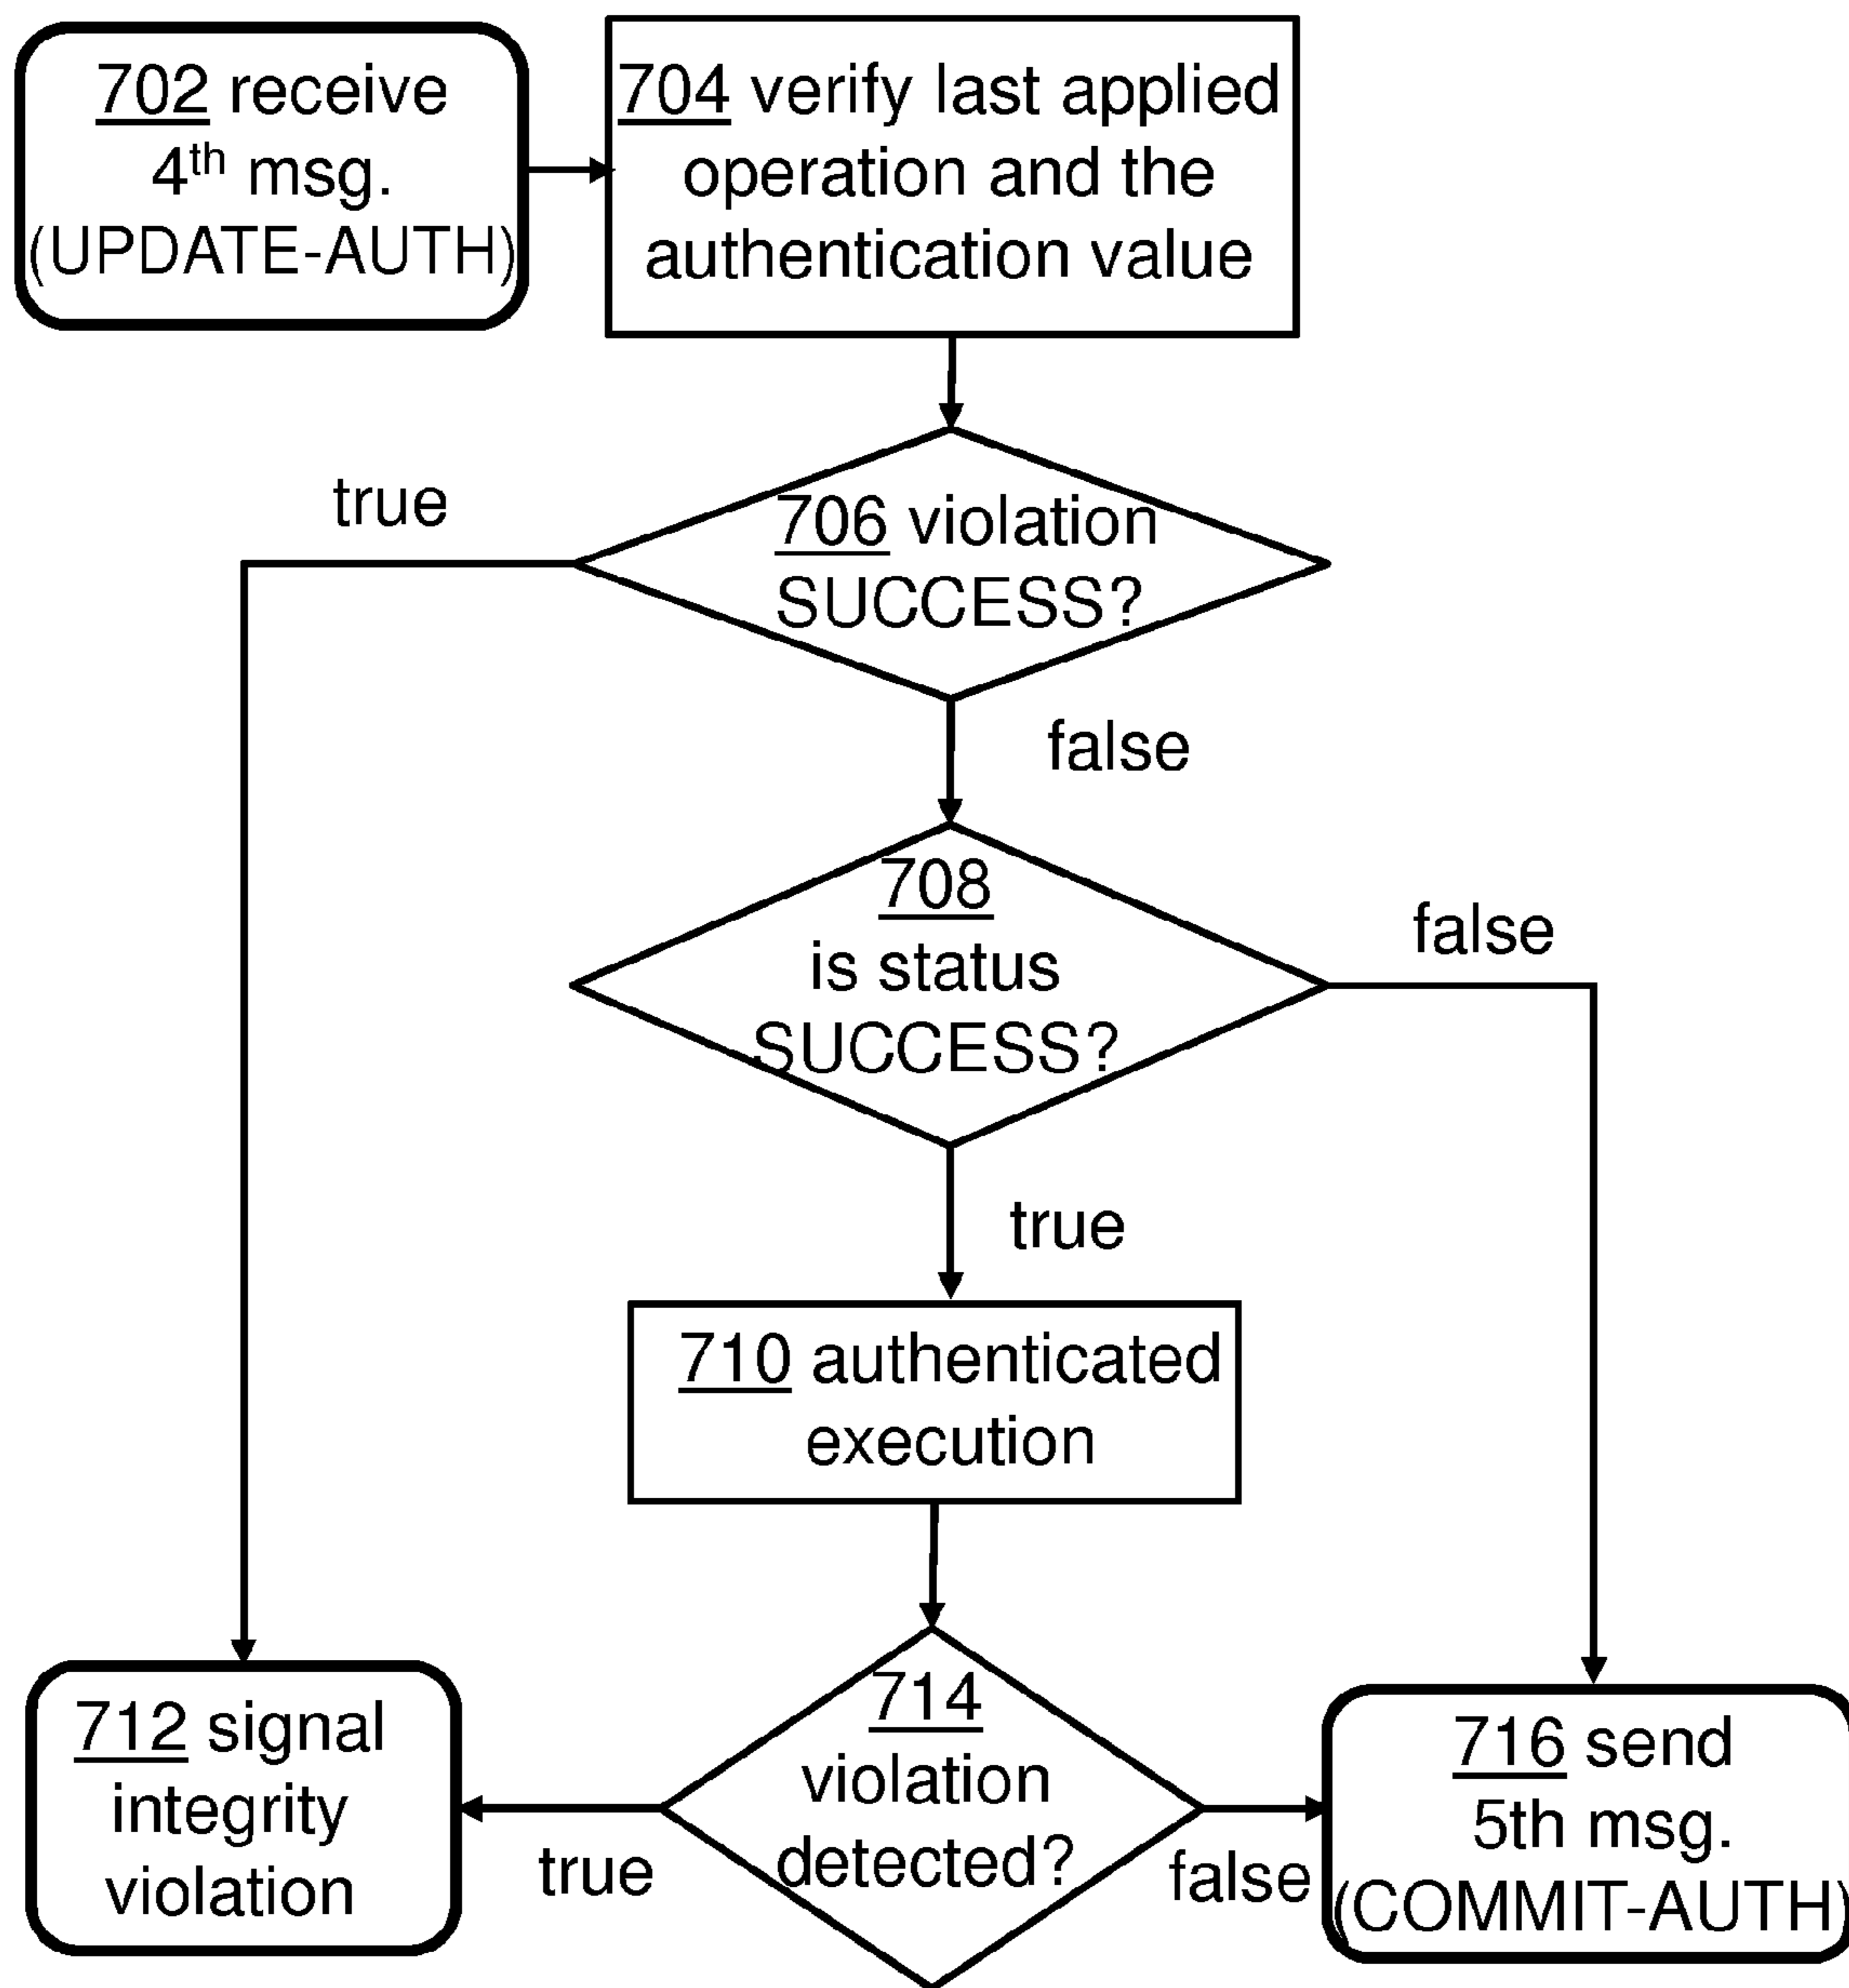 702 receive
4th msg.
(UPDATE-AUTH)
704 verify last applied
operation and the
authentication value
true
706 violation
SUCCESS?
false
708
is status
SUCCESS?
false
true
710 authenticated
execution
712 signal
integrity
violation
714
violation
detected?
true
false
716 send
5th msg.
(COMMIT-AUTH)